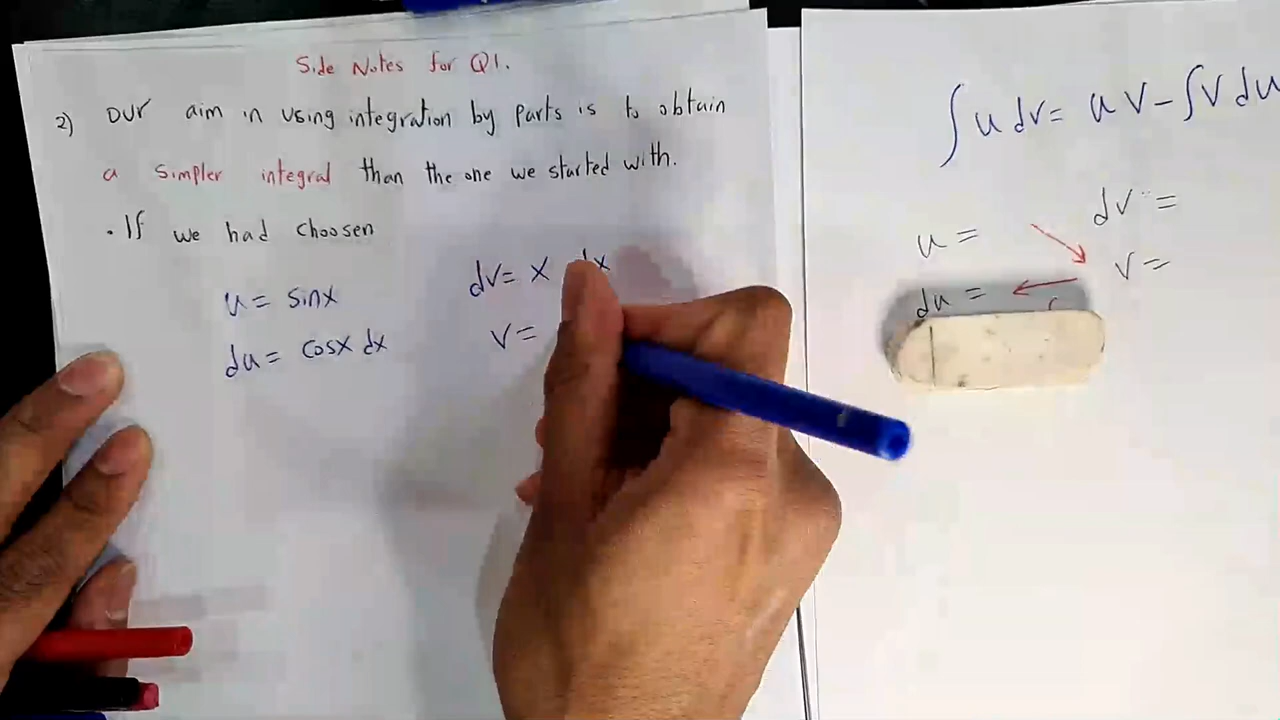 Side Notes for Q1.
2) Our aim in using integration by parts is to obtain
a simpler integral than the one we started with.
. If we had choosen
u = sinx
dv = x dx
du = cosx dx
v =
∫u dv = uv - ∫v du
u =
dv =
du =
v =